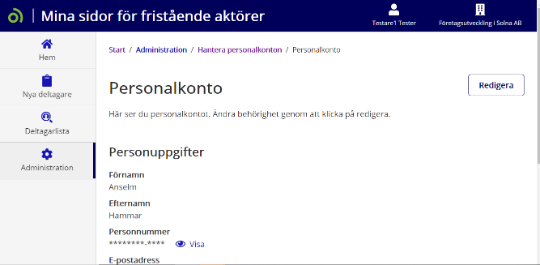 Mina sidor för fristående aktörer
Testare1 Tester
Företagsutveckling i Solna AB
Hem
Nya deltagare
Deltagarlista
Administration
Start / Administration / Hantera personalkonton / Personalkonto
Personalkonto
Redigera
Här ser du personalkontot. Ändra behörighet genom att klicka på redigera.
Personuppgifter
Förnamn
Anselm
Efternamn
Hammar
Personnummer
********-**** Visa
E-postadress